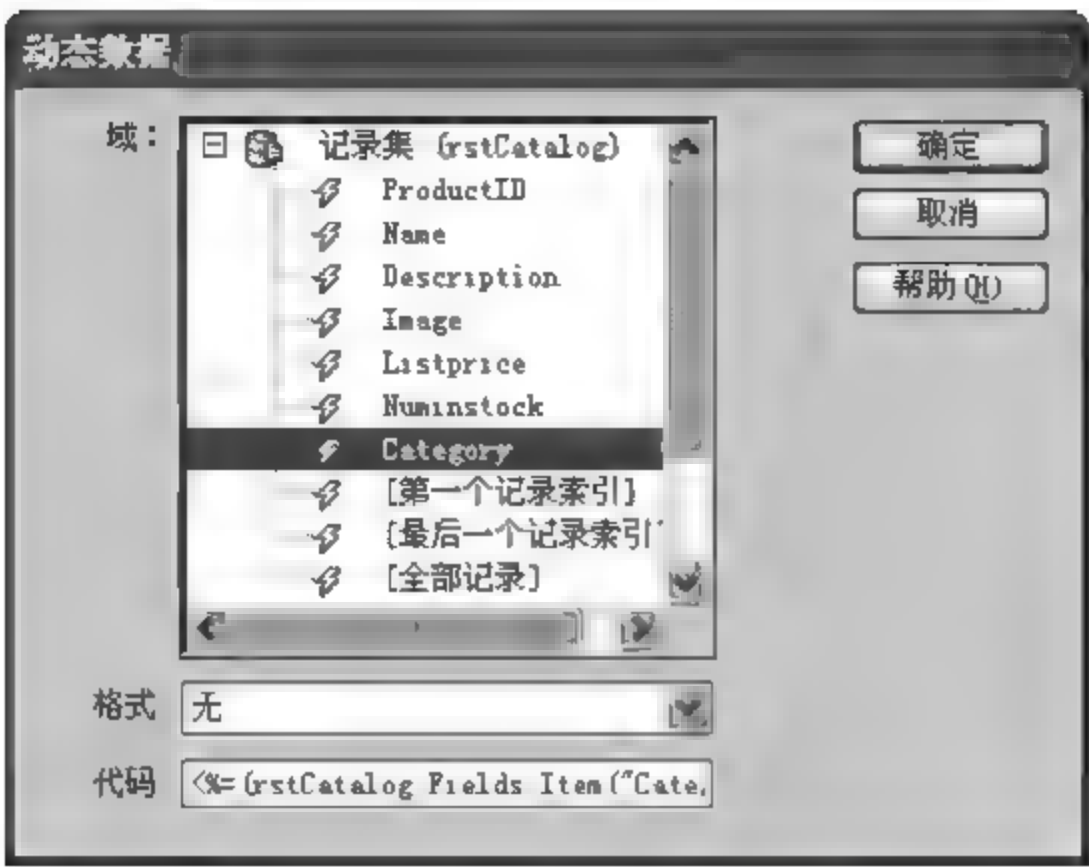 动态数据
域：
记录集 (rstCatalog)
ProductID
Name
Description
Image
Listprice
Numinstock
Category
[第一个记录索引]
[最后一个记录索引
[全部记录]
确定
取消
帮助(H)
格式
无
代码
<%=(rstCatalog Fields Item("Cate.